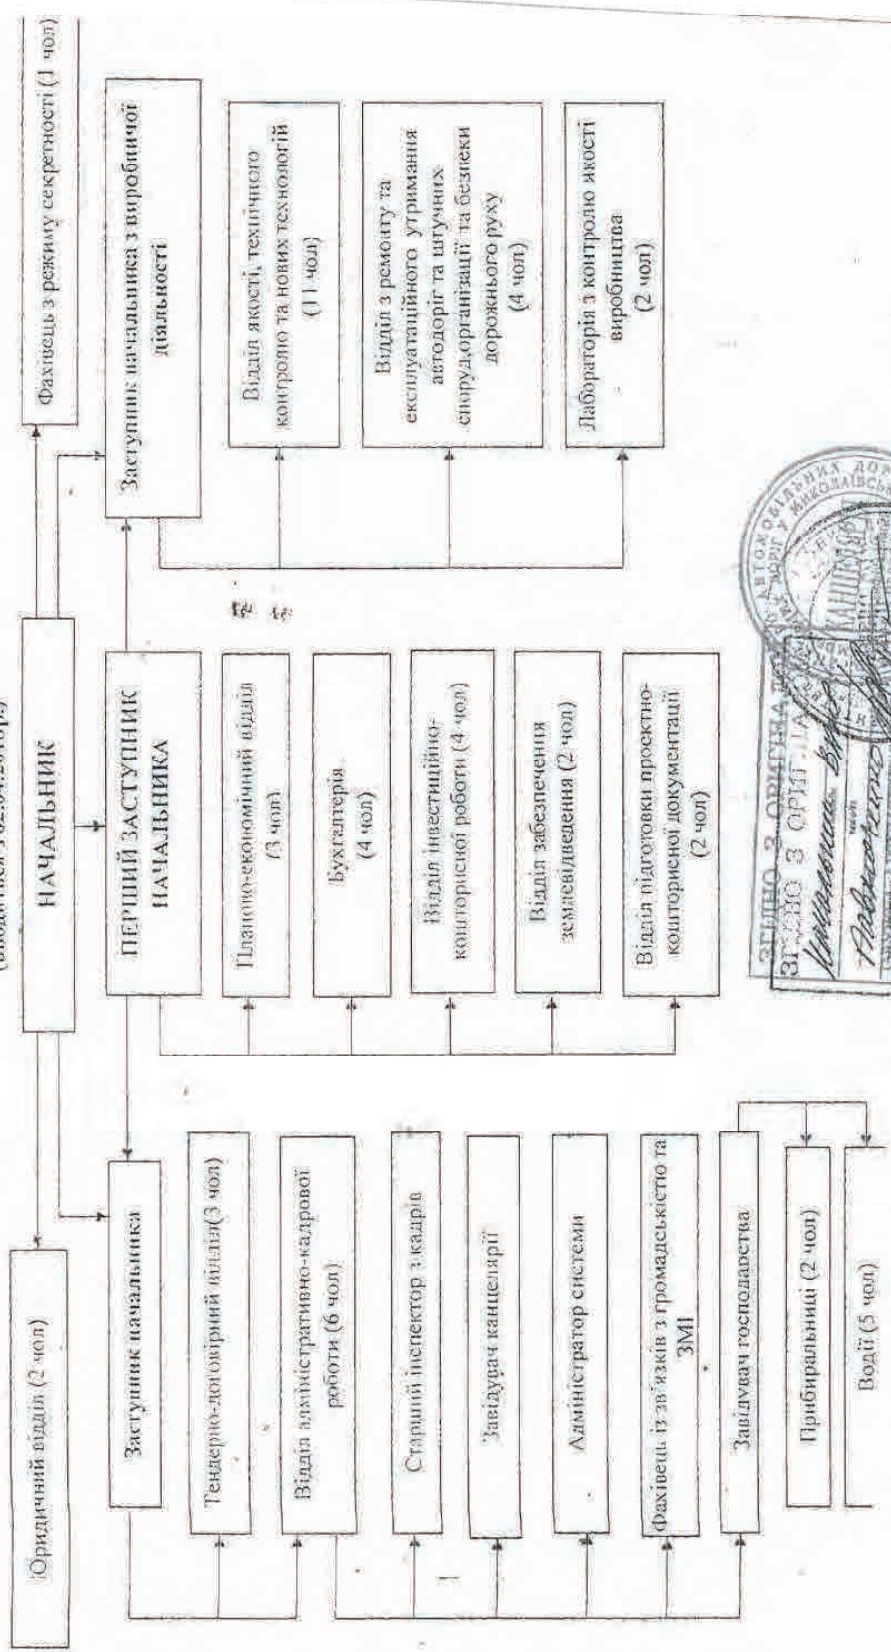 НАЧАЛЬНИК
Юридичний відділ (2 чол)
Фахівець з режиму секретності (1 чол)
ПЕРШИЙ ЗАСТУПНИК
НАЧАЛЬНИКА
Заступник начальника
Тендерно-договірний відділ(3 чол)
Відділ адміністративно-кадрової
роботи (6 чол)
Старший інспектор з кадрів
Завідувач канцелярії
Адміністратор системи
Фахівець із зв'язків з громадськістю та
ЗМІ
Завідувач господарства
Прибиральниці (2 чол)
Водії (5 чол)
Планово-економічний відділ
(3 чол)
Бухгалтерія
(4 чол)
Відділ інвестиційно-
кошторисної роботи (4 чол)
Відділ забезпечення
землевідведення (2 чол)
Відділ підготовки проектно-
кошторисної документації
(2 чол)
Заступник начальника з виробничої
діяльності
Відділ якості, технічного
контролю та нових технологій
(11 чол)
Відділ з ремонту та
експлуатаційного утримання
автодоріг та штучних
споруд,організації та безпеки
дорожнього руху
(4 чол)
Лабораторія з контролю якості
виробництва
(2 чол)
ЗГІДНО З ОРИГІНАЛОМ